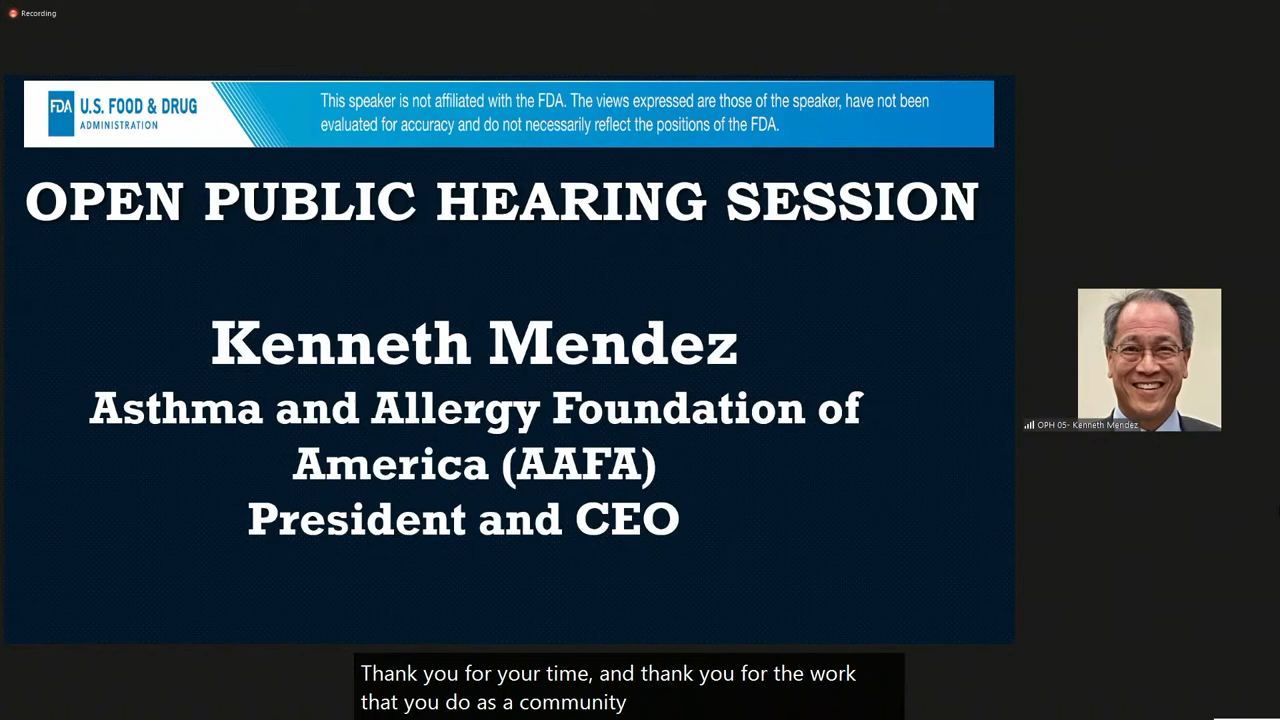 Recording
FDA U.S. FOOD & DRUG
ADMINISTRATION
This speaker is not affiliated with the FDA. The views expressed are those of the speaker, have not been
evaluated for accuracy and do not necessarily reflect the positions of the FDA.
OPEN PUBLIC HEARING SESSION
Kenneth Mendez
Asthma and Allergy Foundation of
America (AAFA)
President and CEO
OPH 05- Kenneth Mendez
Thank you for your time, and thank you for the work
that you do as a community